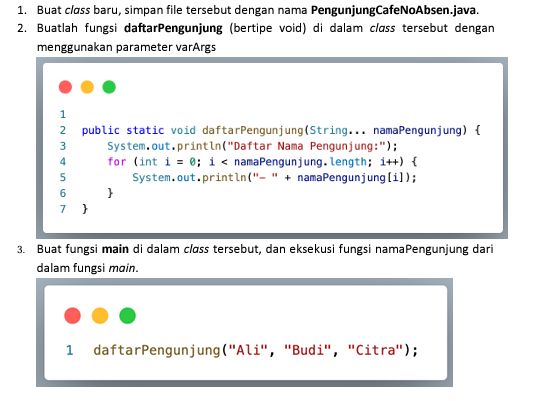 1. Buat class baru, simpan file tersebut dengan nama PengunjungCafeNoAbsen.java.
2. Buatlah fungsi daftarPengunjung (bertipe void) di dalam class tersebut dengan
menggunakan parameter varArgs
1
2 public static void daftarPengunjung(String... namaPengunjung) {
3 System.out.println("Daftar Nama Pengunjung:");
4 for (int i = 0; i < namaPengunjung.length; i++) {
5 System.out.println("- " + namaPengunjung[i]);
6 }
7 }
3. Buat fungsi main di dalam class tersebut, dan eksekusi fungsi namaPengunjung dari
dalam fungsi main.
1 daftarPengunjung("Ali", "Budi", "Citra");